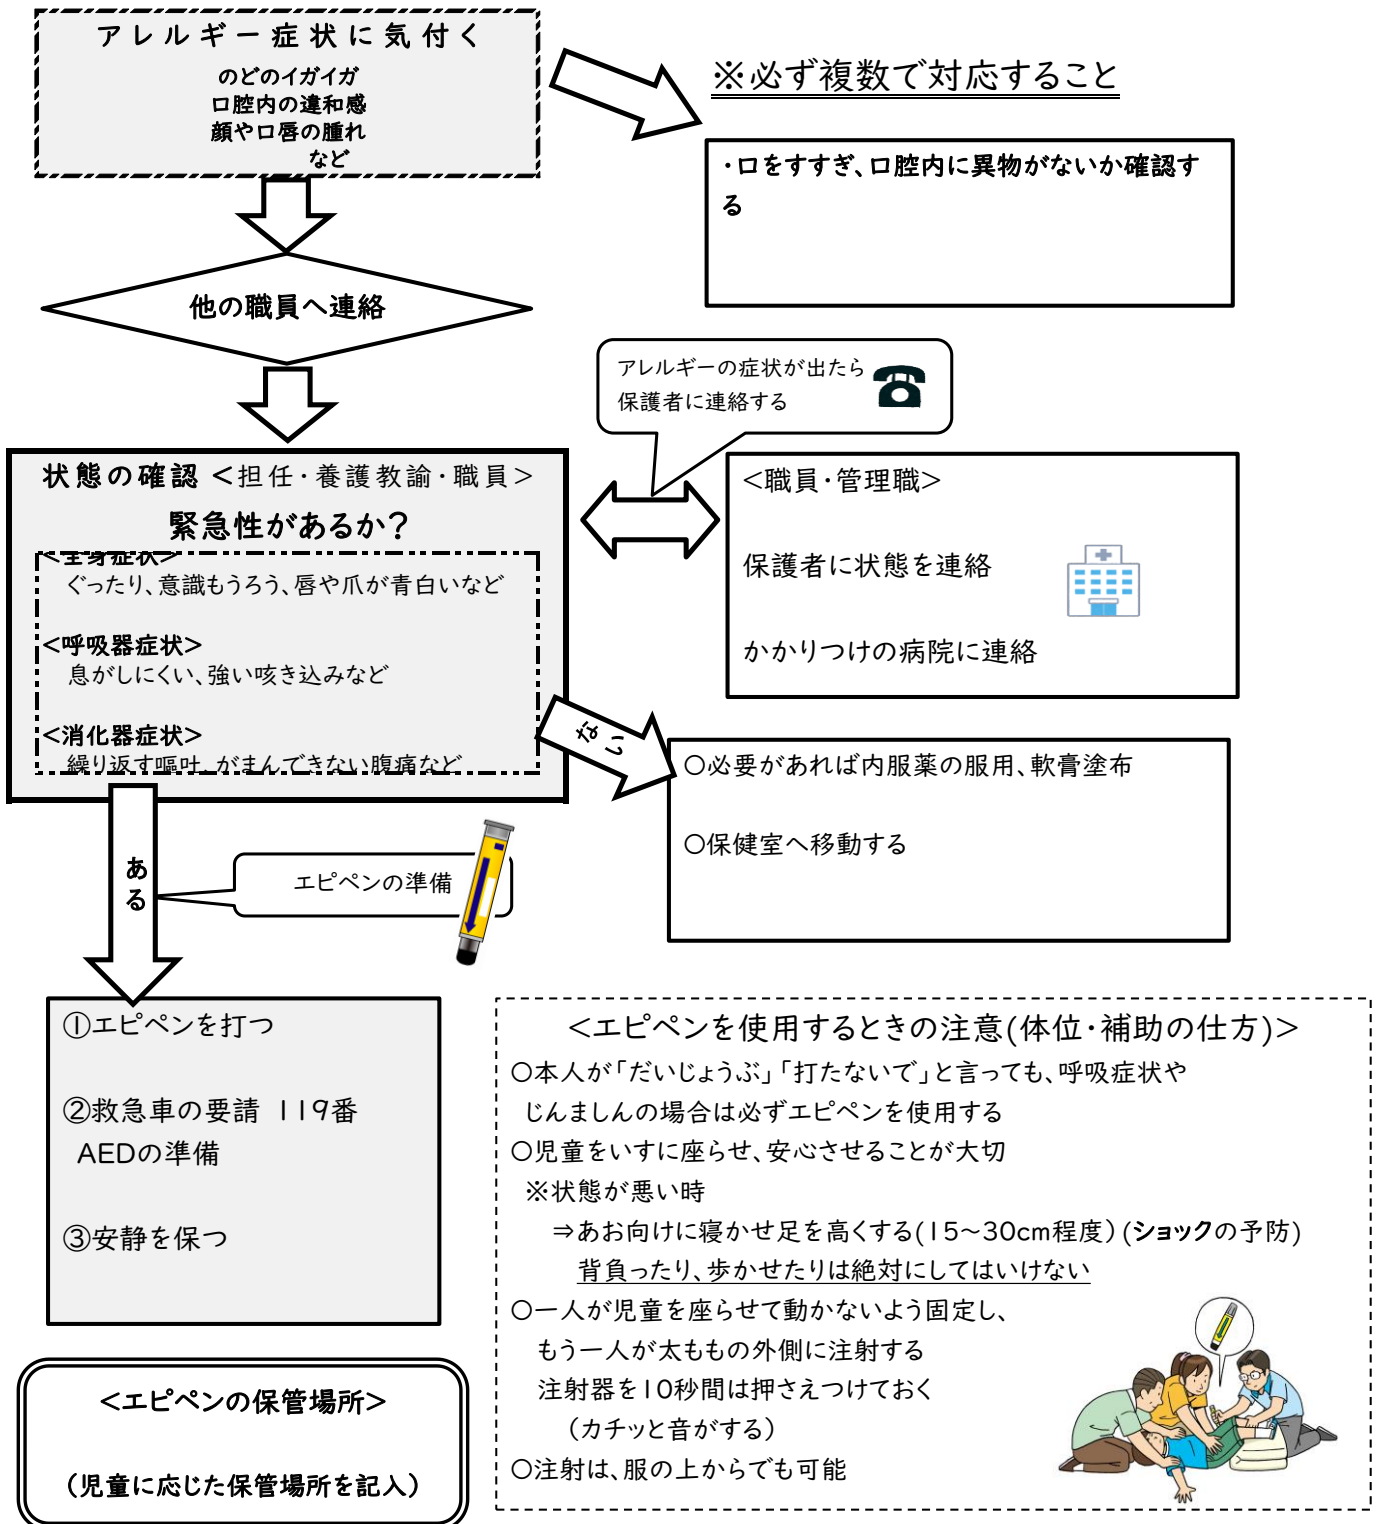 アレルギー症状に気付く
のどのイガイガ
口腔内の違和感
顔や口唇の腫れ
など
※必ず複数で対応すること
・口をすすぎ、口腔内に異物がないか確認す
る
他の職員へ連絡
アレルギーの症状が出たら
保護者に連絡する
状態の確認 <担任・養護教諭・職員>
緊急性があるか?
<全身症状>
ぐったり、意識もうろう、唇や爪が青白いなど
<呼吸器症状>
息がしにくい、強い咳き込みなど
<消化器症状>
繰り返す嘔吐、がまんできない腹痛など
<職員・管理職>
保護者に状態を連絡
かかりつけの病院に連絡
ない
○必要があれば内服薬の服用、軟膏塗布
○保健室へ移動する
ある
エピペンの準備
①エピペンを打つ
②救急車の要請 119番
AEDの準備
③安静を保つ
<エピペンの保管場所>
(児童に応じた保管場所を記入)
<エピペンを使用するときの注意(体位・補助の仕方)>
○本人が「だいじょうぶ」「打たないで」と言っても、呼吸症状や
じんましんの場合は必ずエピペンを使用する
○児童をいすに座らせ、安心させることが大切
※状態が悪い時
⇒あお向けに寝かせ足を高くする(15~30cm程度)(ショックの予防)
背負ったり、歩かせたりは絶対にしてはいけない
○一人が児童を座らせて動かないよう固定し、
もう一人が太ももの外側に注射する
注射器を10秒間は押さえつけておく
(カチッと音がする)
○注射は、服の上からでも可能